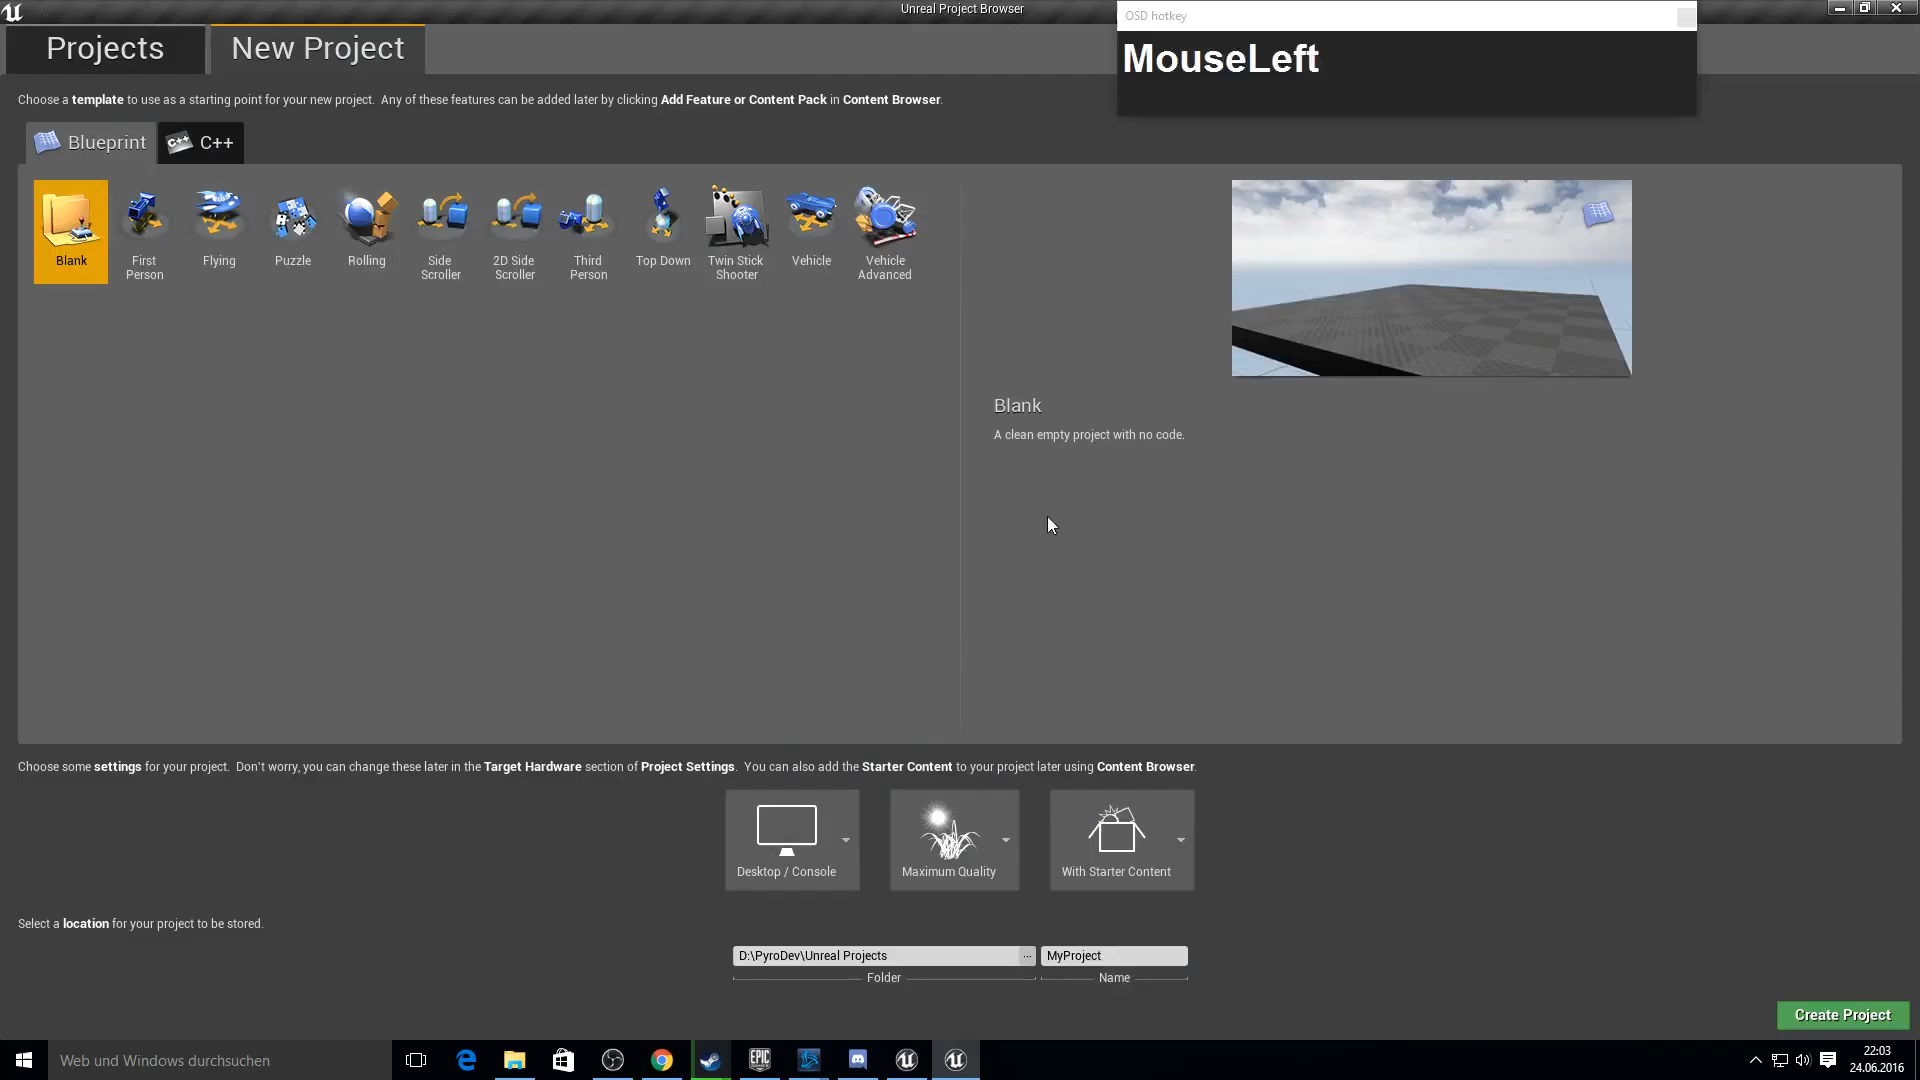 Unreal Project Browser
OSD hotkey
MouseLeft
Projects
New Project
Choose a template to use as a starting point for your new project. Any of these features can be added later by clicking Add Feature or Content Pack in Content Browser.
Blueprint
C++
C++
Blank
First Person
Flying
Puzzle
Rolling
Side Scroller
2D Side Scroller
Third Person
Top Down
Twin Stick Shooter
Vehicle
Vehicle Advanced
Blank
A clean empty project with no code.
Choose some settings for your project. Don't worry, you can change these later in the Target Hardware section of Project Settings. You can also add the Starter Content to your project later using Content Browser.
Desktop / Console
Maximum Quality
With Starter Content
Select a location for your project to be stored.
D:\PyroDev\Unreal Projects
...
MyProject
Folder
Name
Create Project
Web und Windows durchsuchen
EPIC GAMES
22:03
24.06.2016